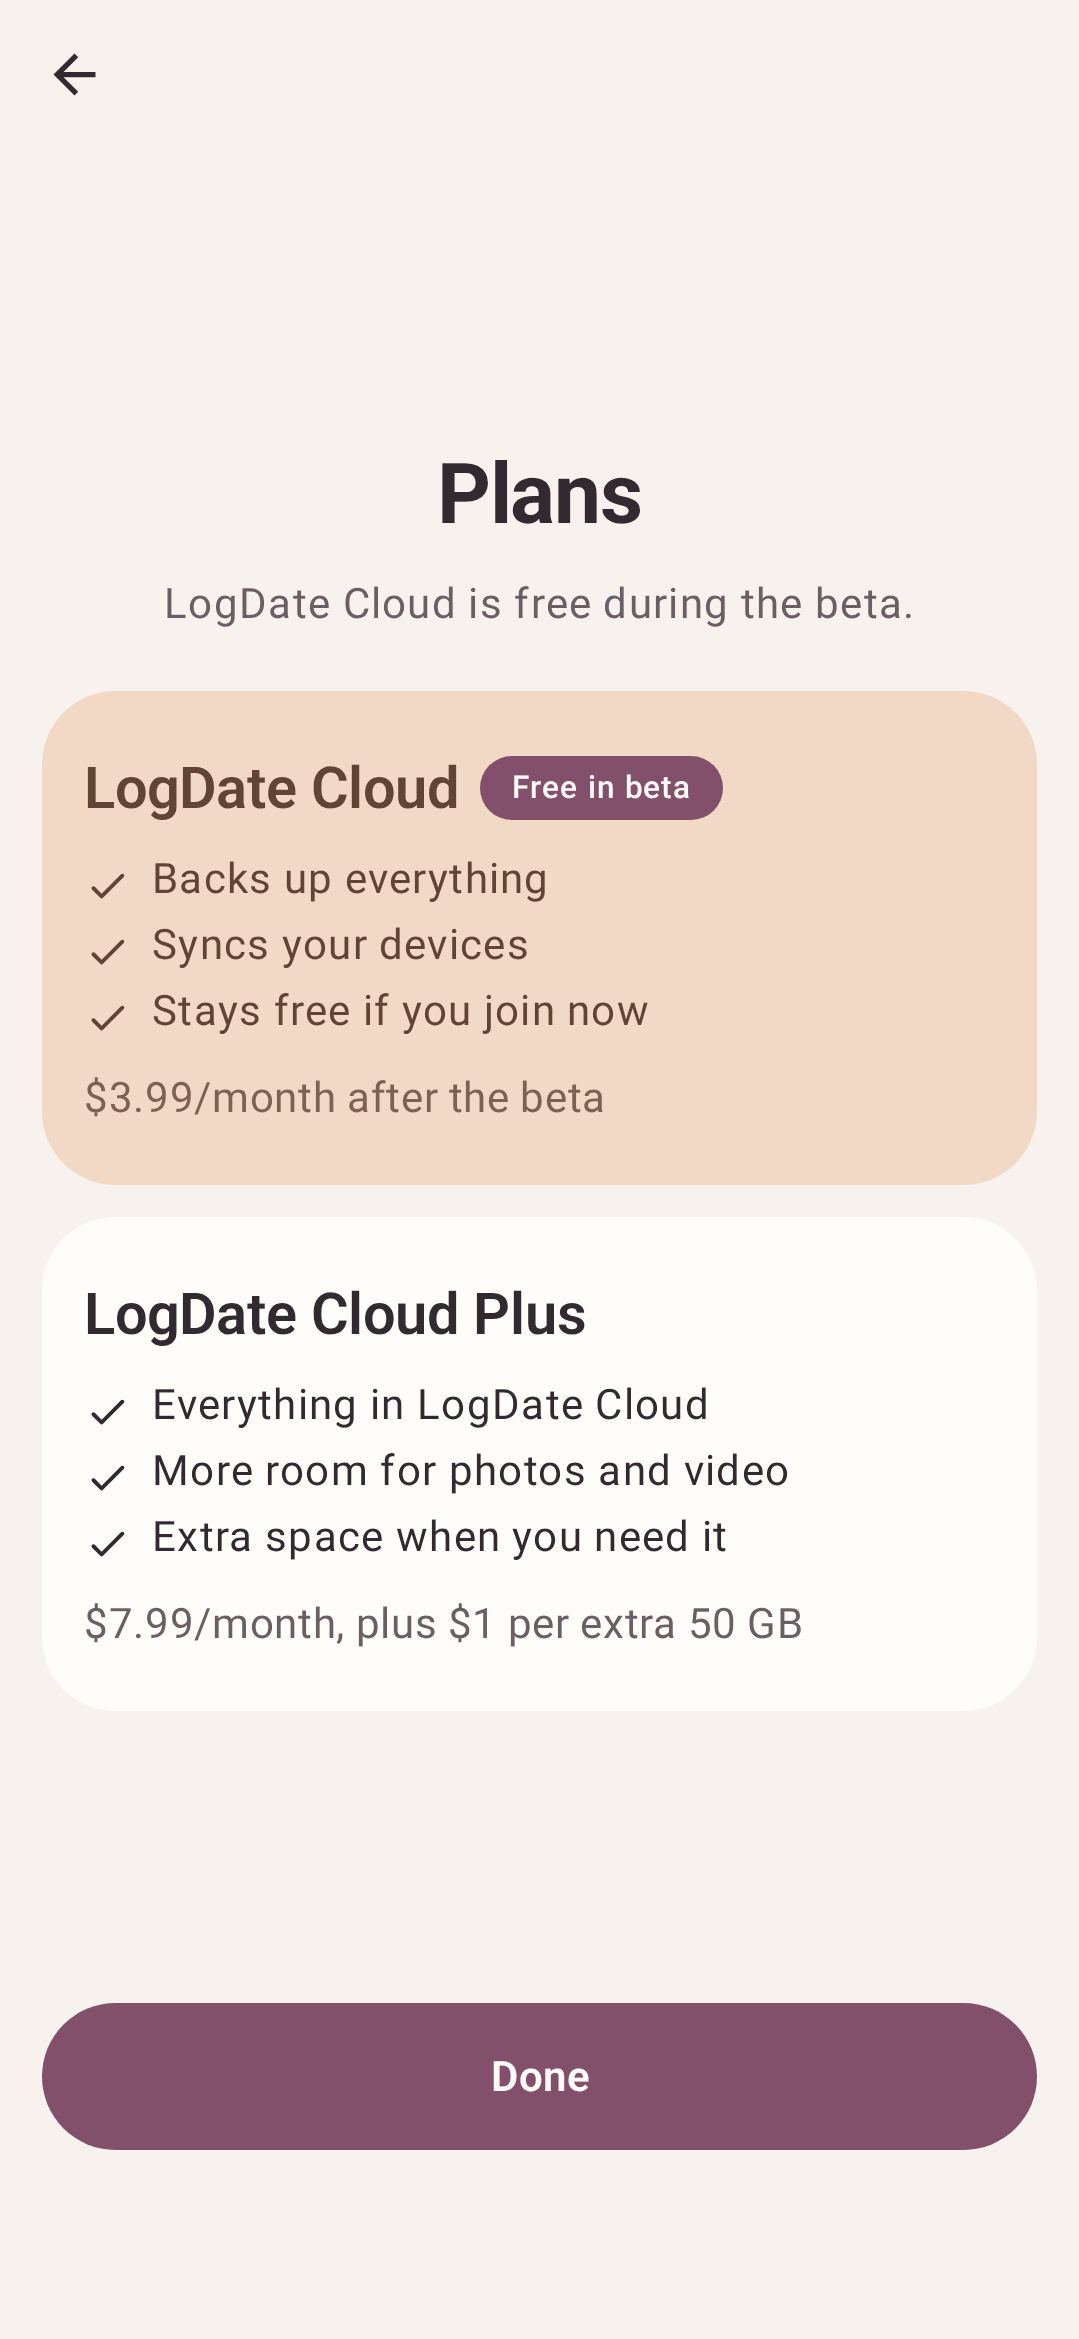 Plans
LogDate Cloud is free during the beta.
LogDate Cloud
Free in beta
Backs up everything
Syncs your devices
Stays free if you join now
$3.99/month after the beta
LogDate Cloud Plus
Everything in LogDate Cloud
More room for photos and video
Extra space when you need it
$7.99/month, plus $1 per extra 50 GB
Done